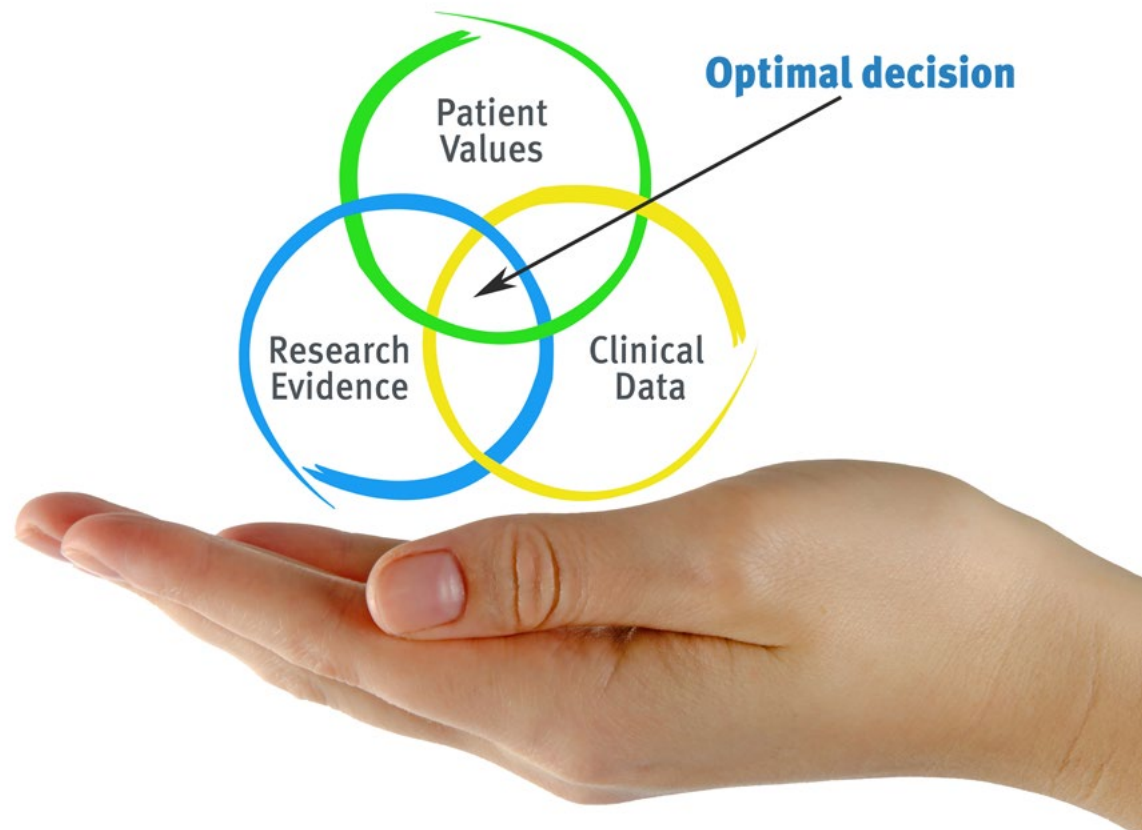 Optimal decision
Patient
Values
Research
Evidence
Clinical
Data